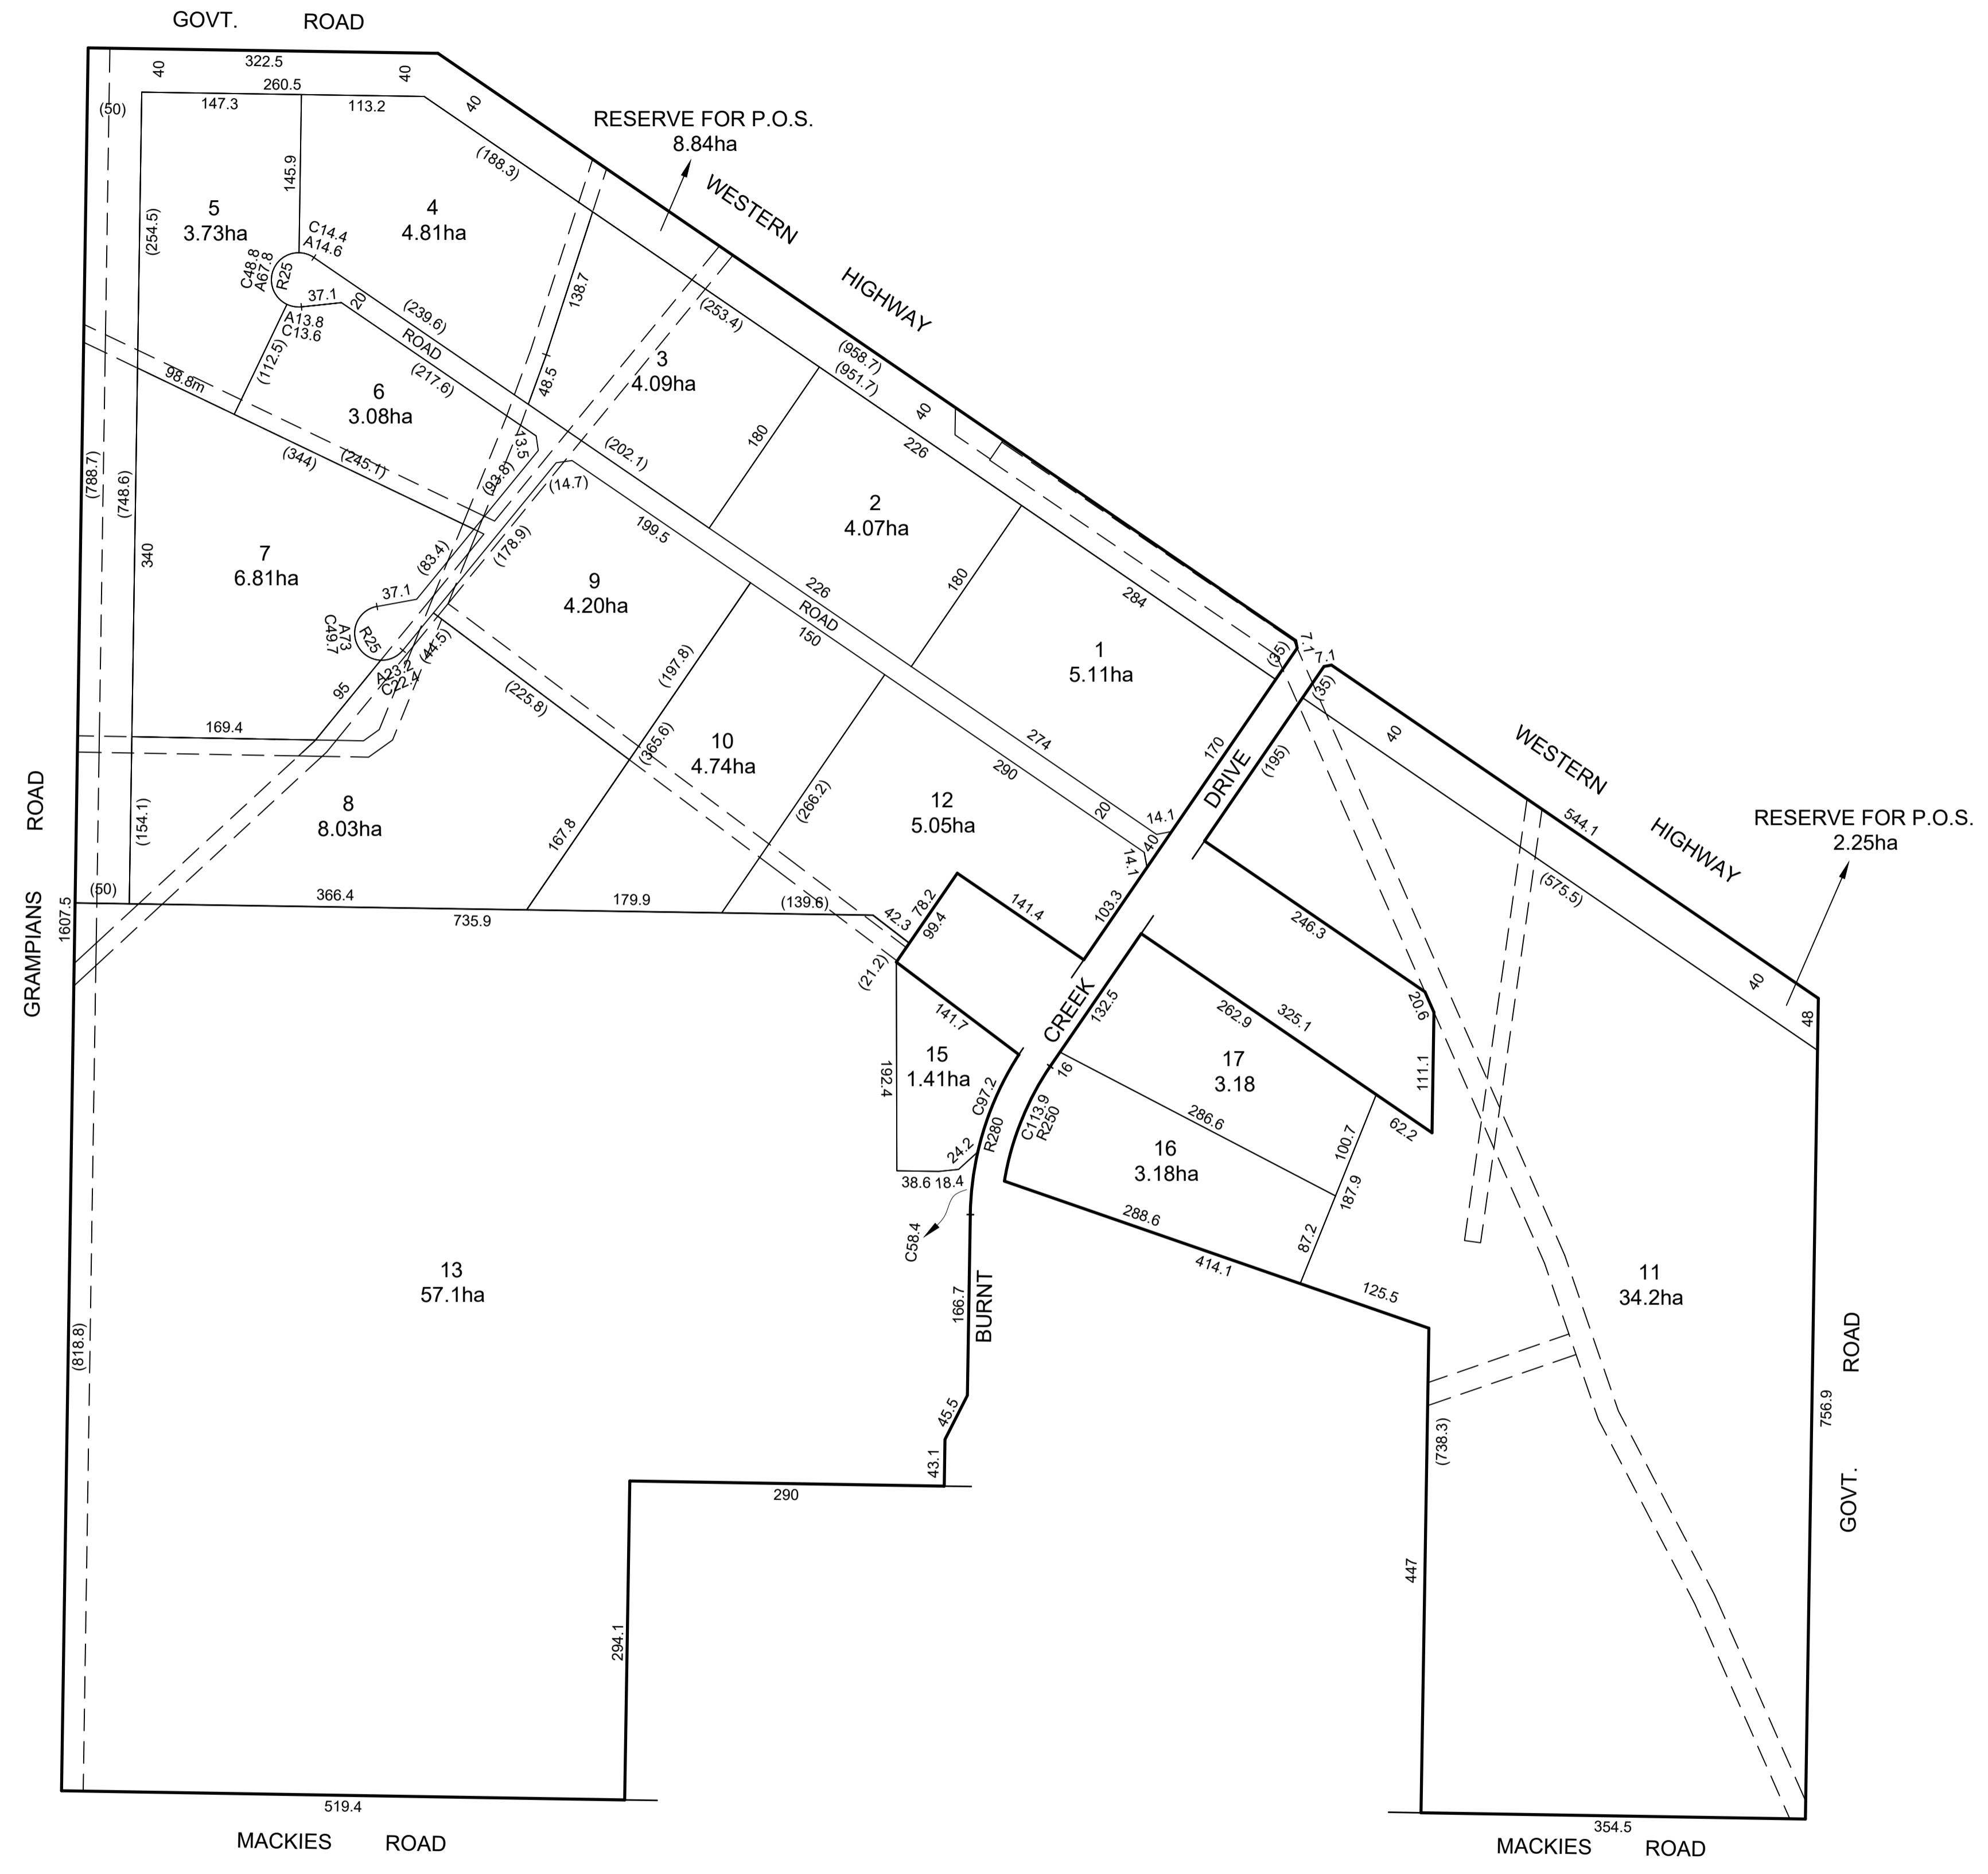 GOVT. ROAD
322.5
40
40
260.5
147.3
113.2
40
(50)
RESERVE FOR P.O.S.
8.84ha
(188.3)
WESTERN
HIGHWAY
145.9
5
3.73ha
4
4.81ha
(254.5)
C14.4
A14.6
C48.8
A67.8
R25
37.1
20
A13.8
C13.6
138.7
(239.6)
ROAD
(217.6)
(253.4)
(958.7)
(951.7)
40
3
4.09ha
48.5
98.8m
(112.5)
6
3.08ha
13.5
(202.1)
180
226
(344)
(245.1)
(93.8)
(14.7)
(788.7)
(748.6)
340
2
4.07ha
199.5
(178.9)
7
6.81ha
(83.4)
37.1
9
4.20ha
226
ROAD
150
180
284
A73
C49.7
R25
(44.5)
A23.2
C22.4
95
(225.8)
(197.8)
1
5.11ha
(35)
7.7
7.1
(35)
40
169.4
(365.6)
10
4.74ha
274
290
170
DRIVE
(195)
WESTERN
HIGHWAY
544.1
GRAMPIANS ROAD
(154.1)
8
8.03ha
167.8
(266.2)
12
5.05ha
20
14.1
40
14.1
RESERVE FOR P.O.S.
2.25ha
(575.5)
(50)
366.4
735.9
179.9
(139.6)
42.3
78.2
99.4
141.4
103.3
246.3
1607.5
(21.2)
141.7
CREEK
132.5
262.9
325.1
20.6
40
48
15
1.41ha
192.4
C97.2
R280
16
C113.9
R250
17
3.18
111.1
286.6
62.2
100.7
24.2
38.6
18.4
16
3.18ha
187.9
87.2
288.6
414.1
125.5
C58.4
13
57.1ha
166.7
BURNT
11
34.2ha
(818.8)
45.5
43.1
290
(738.3)
756.9
GOVT. ROAD
447
294.1
519.4
MACKIES ROAD
354.5
MACKIES ROAD